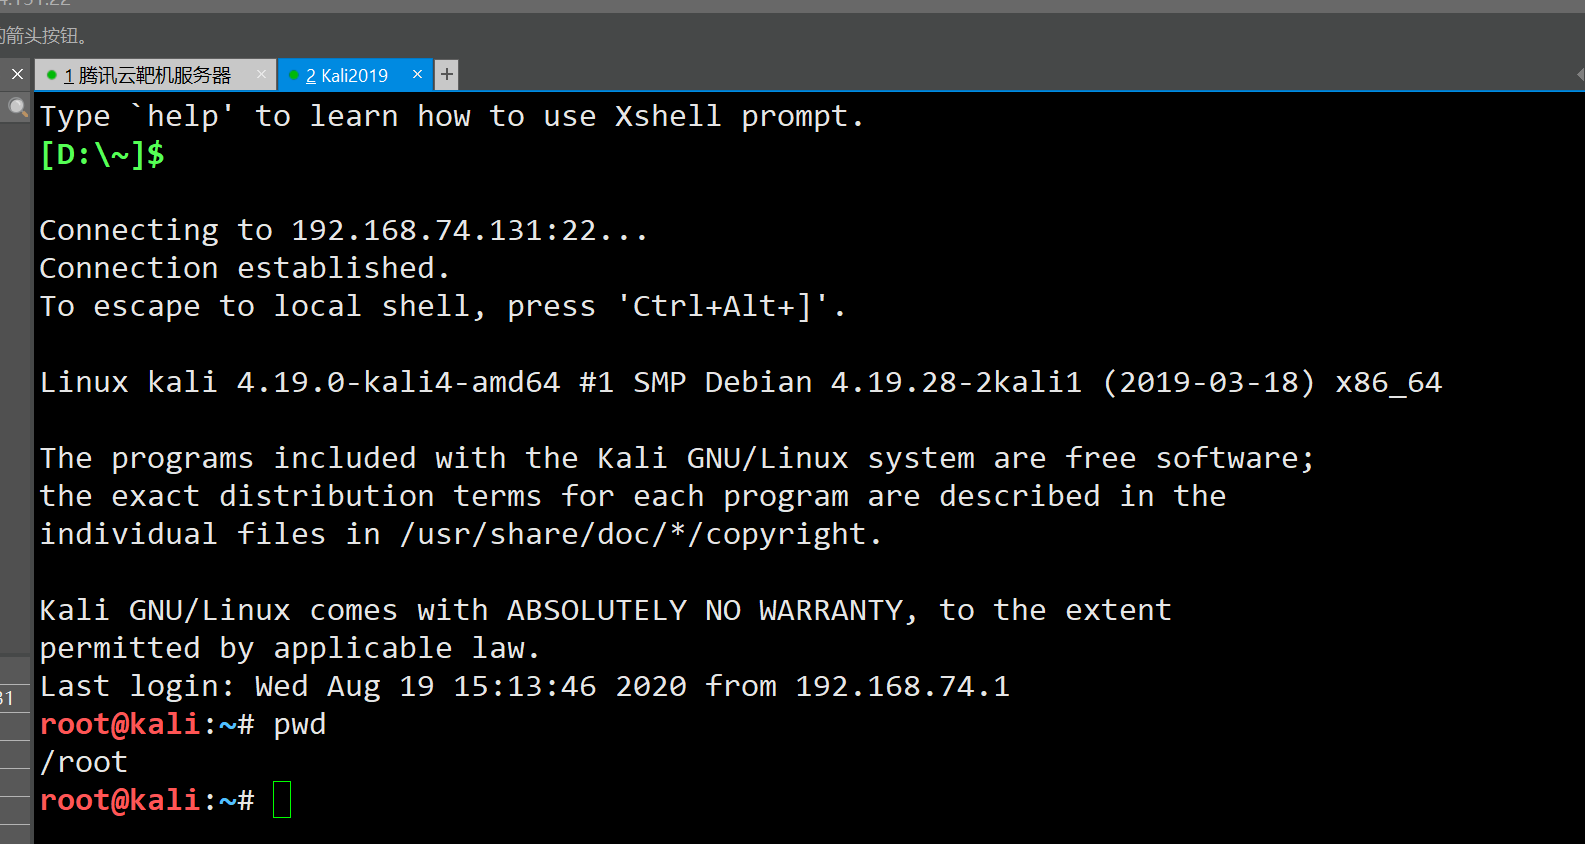 的箭头按钮。
1 腾讯云靶机服务器
2 Kali2019
Type `help' to learn how to use Xshell prompt.
[D:\~]$
Connecting to 192.168.74.131:22...
Connection established.
To escape to local shell, press 'Ctrl+Alt+]'.
Linux kali 4.19.0-kali4-amd64 #1 SMP Debian 4.19.28-2kali1 (2019-03-18) x86_64
The programs included with the Kali GNU/Linux system are free software;
the exact distribution terms for each program are described in the
individual files in /usr/share/doc/*/copyright.
Kali GNU/Linux comes with ABSOLUTELY NO WARRANTY, to the extent
permitted by applicable law.
Last login: Wed Aug 19 15:13:46 2020 from 192.168.74.1
root@kali:~# pwd
/root
root@kali:~#